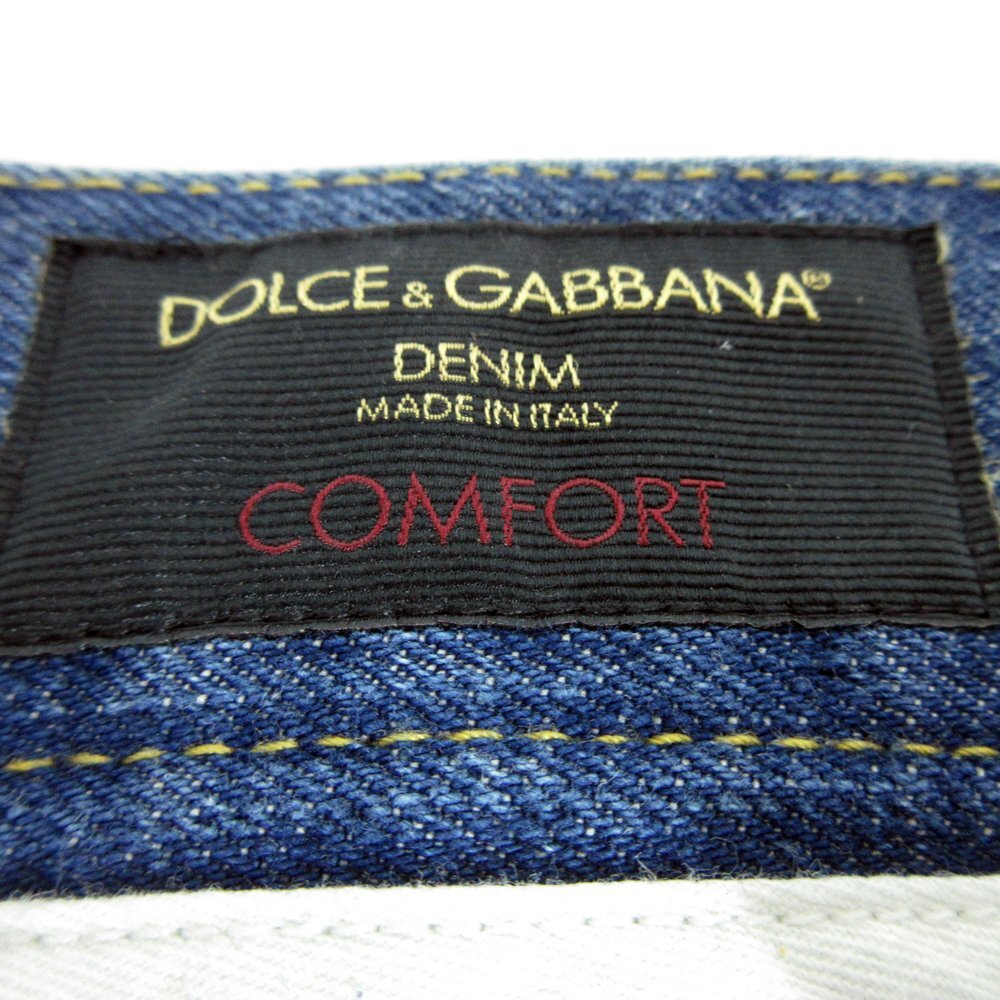 DOLCE & GABBANA®
DENIM
MADE IN ITALY
COMFORT